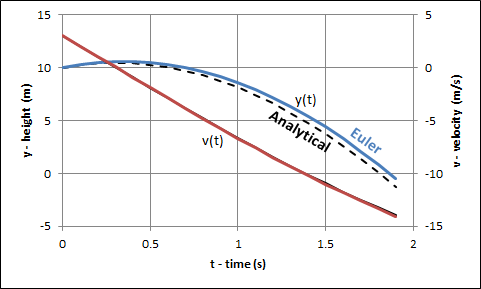 15
10
5
0
-5
y - height (m)
5
0
-5
-10
-15
v - velocity (m/s)
y(t)
v(t)
Analytical
Euler
0
0.5
1
1.5
2
t - time (s)